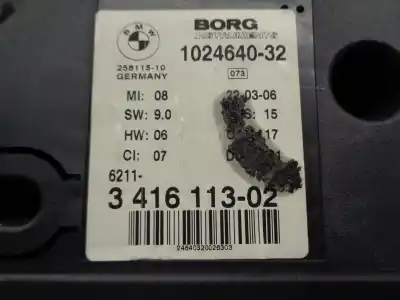 BMW
BORG
INSTRUMENTS
1024640-32
258115-10
GERMANY
073
MI: 08
22-03-06
SW: 9.0
: 15
HW: 06
CI: 07
6211-
3 416 113-02
24640320026303